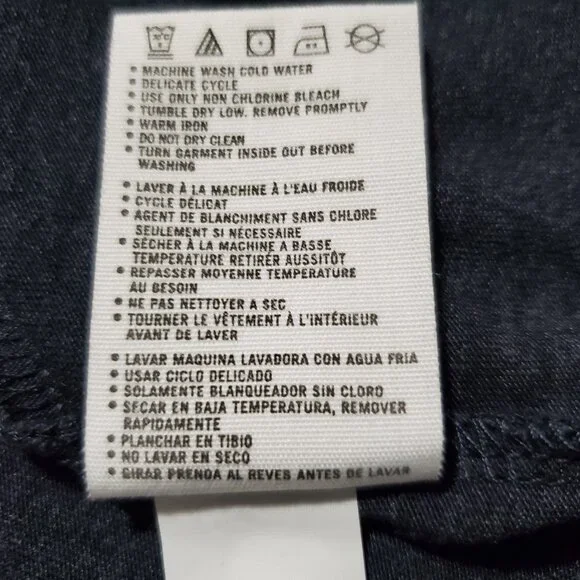 • MACHINE WASH COLD WATER
• DELICATE CYCLE
• USE ONLY NON CHLORINE BLEACH
• TUMBLE DRY LOW. REMOVE PROMPTLY
• WARM IRON
• DO NOT DRY CLEAN
• TURN GARMENT INSIDE OUT BEFORE
WASHING
• LAVER À LA MACHINE À L'EAU FROIDE
• CYCLE DÉLICAT
• AGENT DE BLANCHIMENT SANS CHLORE
SEULEMENT SI NÉCESSAIRE
• SÉCHER À LA MACHINE A BASSE
TEMPERATURE RETIRER AUSSITÔT
• REPASSER MOYENNE TEMPERATURE
AU BESOIN
• NE PAS NETTOYER A SEC
• TOURNER LE VÊTEMENT À L'INTÉRIEUR
AVANT DE LAVER
• LAVAR MAQUINA LAVADORA CON AGUA FRIA
• USAR CICLO DELICADO
• SOLAMENTE BLANQUEADOR SIN CLORO
• SECAR EN BAJA TEMPERATURA, REMOVER
RAPIDAMENTE
• PLANCHAR EN TIBIO
• NO LAVAR EN SECO
• GIRAR PRENDA AL REVES ANTES DE LAVAR